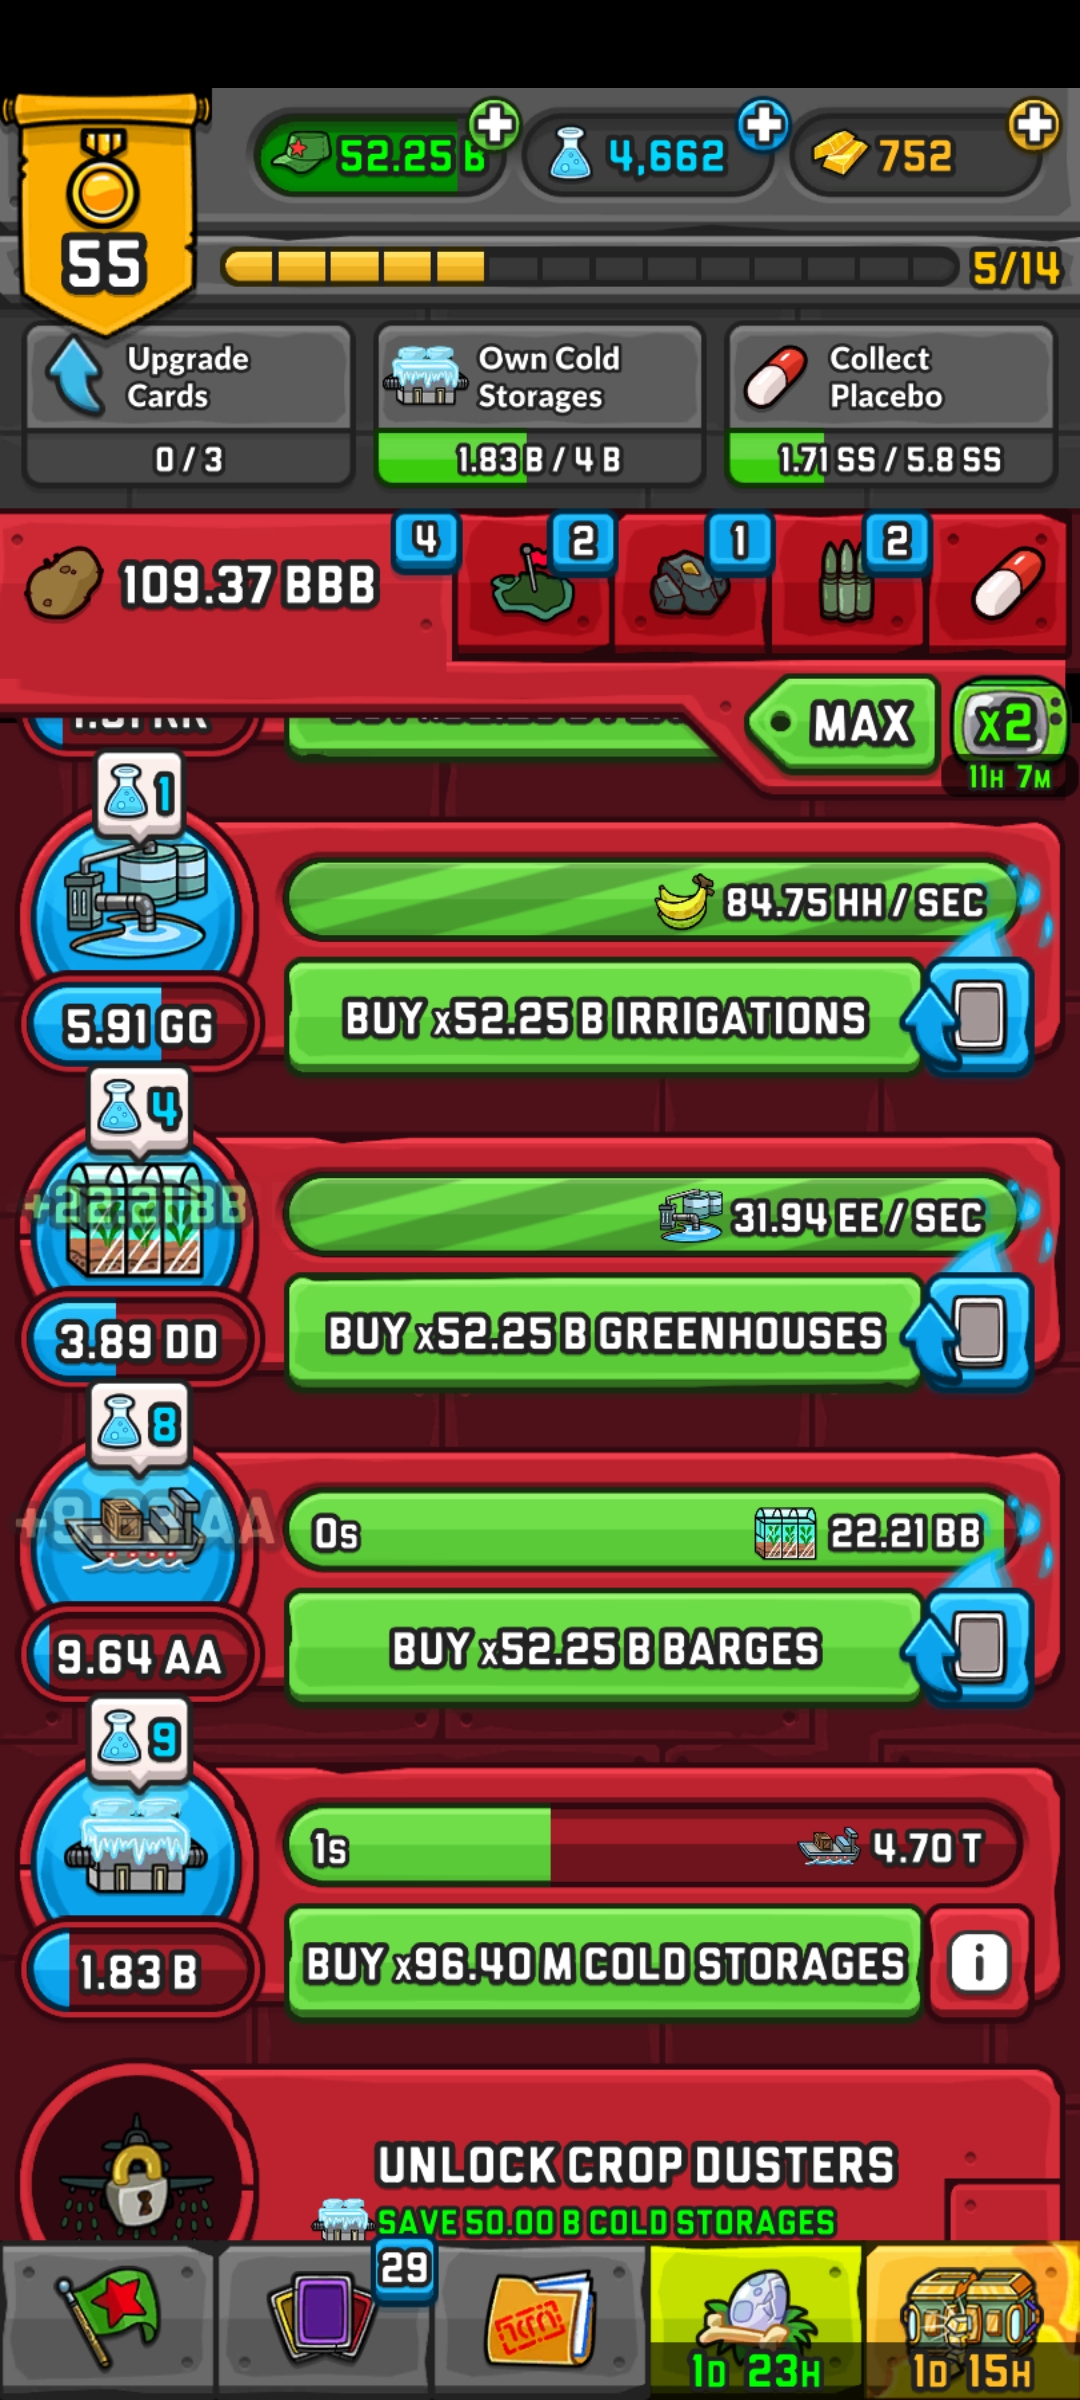 52.25 B
4,662
752
55
5/14
Upgrade
Cards
0 / 3
Own Cold
Storages
1.83 B / 4 B
Collect
Placebo
1.71 SS / 5.8 SS
109.37 BBB
4
2
1
2
MAX
X2
11H 7M
1
84.75 HH / SEC
5.91 GG
BUY x52.25 B IRRIGATIONS
4
+22.21 BB
31.94 EE / SEC
3.89 DD
BUY x52.25 B GREENHOUSES
8
AA
0s
22.21 BB
9.64 AA
BUY x52.25 B BARGES
9
1s
4.70 T
1.83 B
BUY x96.40 M COLD STORAGES
i
UNLOCK CROP DUSTERS
SAVE 50.00 B COLD STORAGES
29
1D 23H
1D 15H